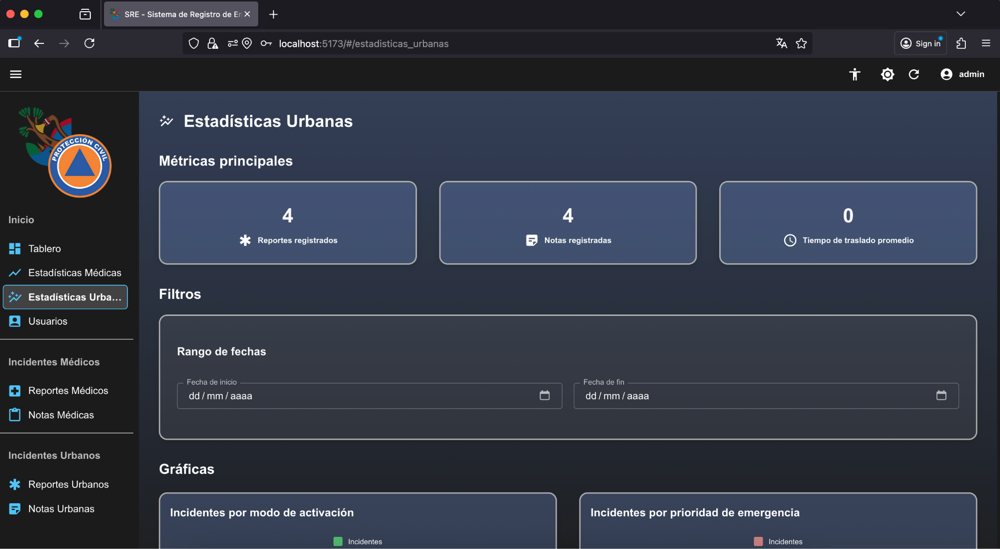 SRE - Sistema de Registro de En
localhost:5173/#/estadisticas_urbanas
Sign in
admin
PROTECCIÓN CIVIL
Inicio
Tablero
Estadísticas Médicas
Estadísticas Urba...
Usuarios
Incidentes Médicos
Reportes Médicos
Notas Médicas
Incidentes Urbanos
Reportes Urbanos
Notas Urbanas
Estadísticas Urbanas
Métricas principales
4
Reportes registrados
4
Notas registradas
0
Tiempo de traslado promedio
Filtros
Rango de fechas
Fecha de inicio
dd / mm / aaaa
Fecha de fin
dd / mm / aaaa
Gráficas
Incidentes por modo de activación
Incidentes
Incidentes por prioridad de emergencia
Incidentes